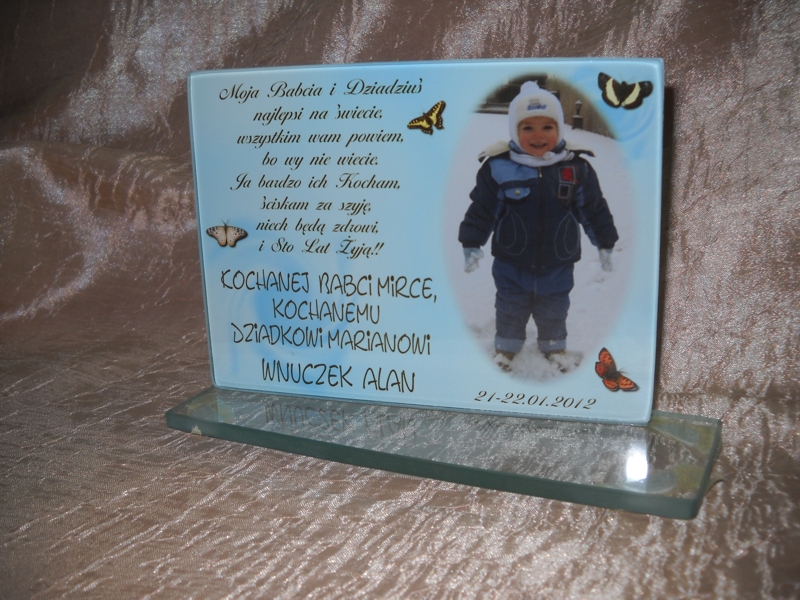 Moja Babcia i Dziadziuś
najlepsi na świecie,
wszystkim wam powiem,
bo wy nie wiecie.
Ja bardzo ich Kocham,
ściskam za szyję,
niech będą zdrowi,
i Sto Lat Żyją!!
KOCHANEJ BABCI MIRCE,
KOCHANEMU
DZIADKOWI MARIANOWI
WNUCZEK ALAN
21-22.01.2012